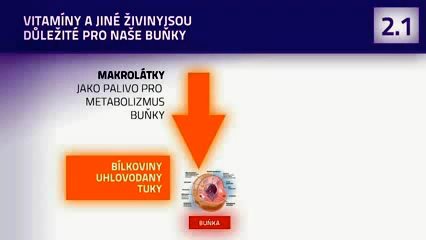 VITAMÍNY A JINÉ ŽIVINYJSOU
DŮLEŽITÉ PRO NAŠE BUŇKY
2.1
MAKROLÁTKY
JAKO PALIVO PRO
METABOLIZMUS
BUŇKY
BÍLKOVINY
UHLOVODANY
TUKY
BUŇKA